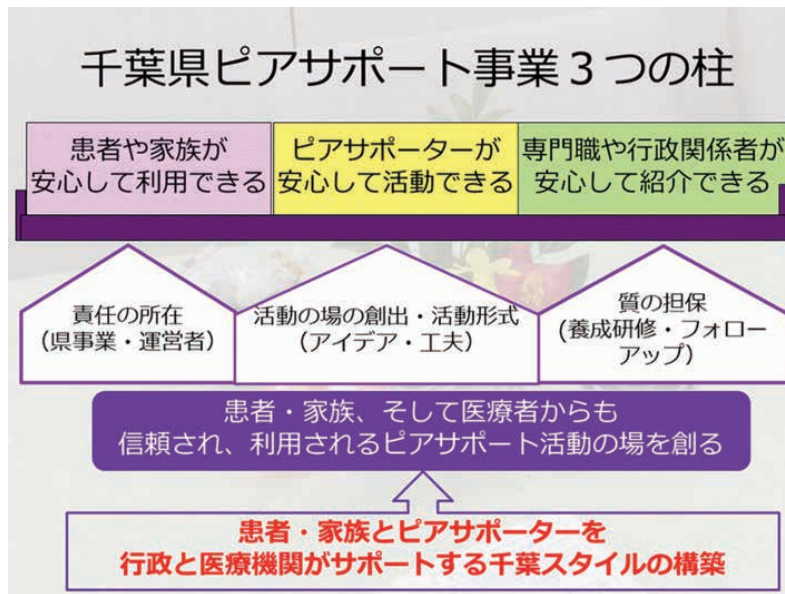 千葉県ピアサポート事業３つの柱
患者や家族が
安心して利用できる
ピアサポーターが
安心して活動できる
専門職や行政関係者が
安心して紹介できる
責任の所在
(県事業・運営者)
活動の場の創出・活動形式
(アイデア・工夫)
質の担保
(養成研修・フォロー
アップ)
患者・家族、そして医療者からも
信頼され、利用されるピアサポート活動の場を創る
患者・家族とピアサポーターを
行政と医療機関がサポートする千葉スタイルの構築